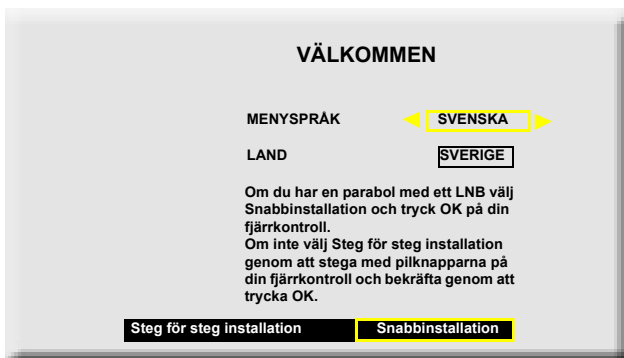 VÄLKOMMEN
MENYSPRÅK SVENSKA
LAND SVERIGE
Om du har en parabol med ett LNB välj
Snabbinstallation och tryck OK på din
fjärrkontroll.
Om inte välj Steg för steg installation
genom att stega med pilknapparna på
din fjärrkontroll och bekräfta genom att
trycka OK.
Steg för steg installation Snabbinstallation